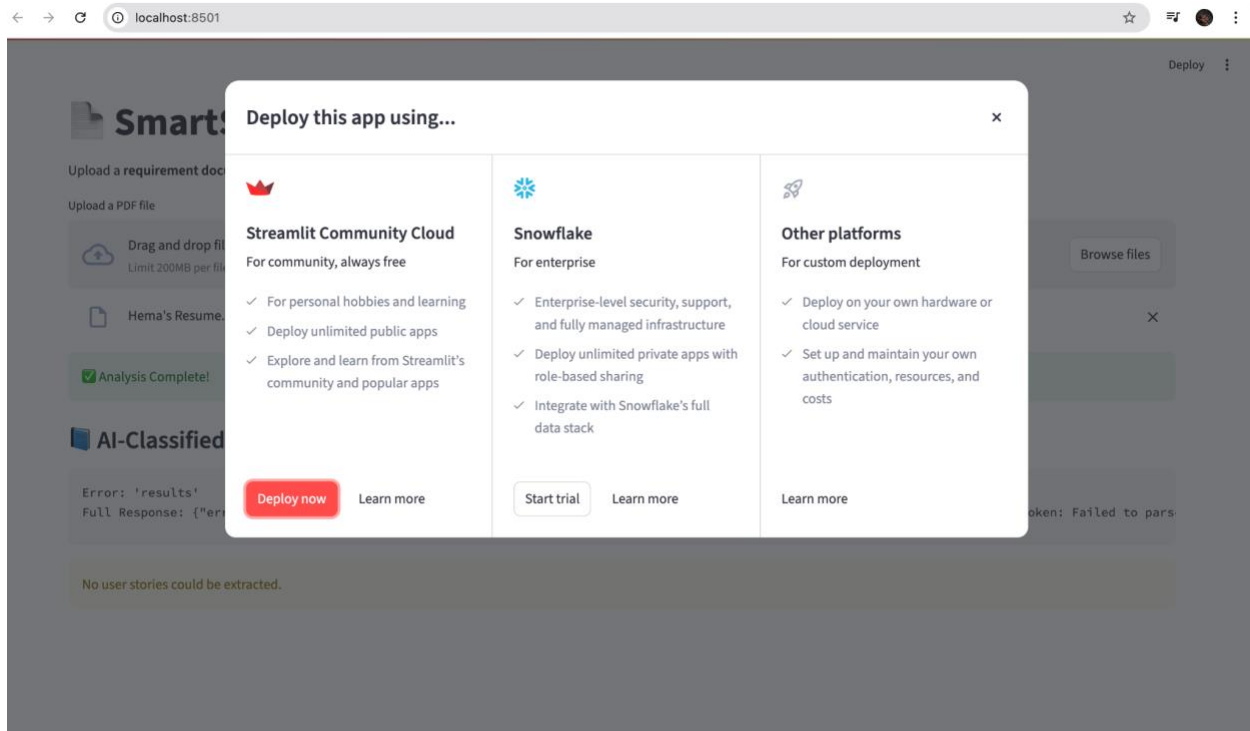 localhost:8501
Deploy
Smart
Upload a requirement doc
Upload a PDF file
Drag and drop fil
Limit 200MB per file
Browse files
Hema's Resume.
Analysis Complete!
AI-Classified
Error: 'results'
Full Response: {"err
oken: Failed to pars
No user stories could be extracted.
Deploy this app using...
Streamlit Community Cloud
For community, always free
For personal hobbies and learning
Deploy unlimited public apps
Explore and learn from Streamlit's
community and popular apps
Deploy now
Learn more
Snowflake
For enterprise
Enterprise-level security, support,
and fully managed infrastructure
Deploy unlimited private apps with
role-based sharing
Integrate with Snowflake's full
data stack
Start trial
Learn more
Other platforms
For custom deployment
Deploy on your own hardware or
cloud service
Set up and maintain your own
authentication, resources, and
costs
Learn more